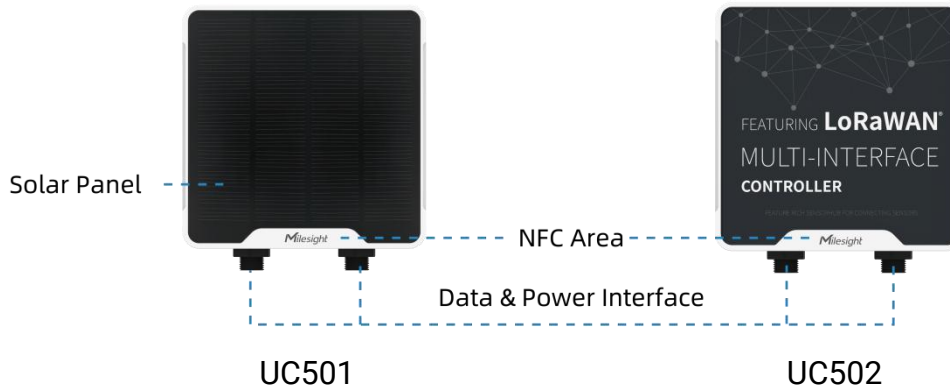 FEATURING LoRaWAN®
MULTI-INTERFACE
CONTROLLER
Solar Panel
Milesight
NFC Area
Milesight
Data & Power Interface
UC501
UC502